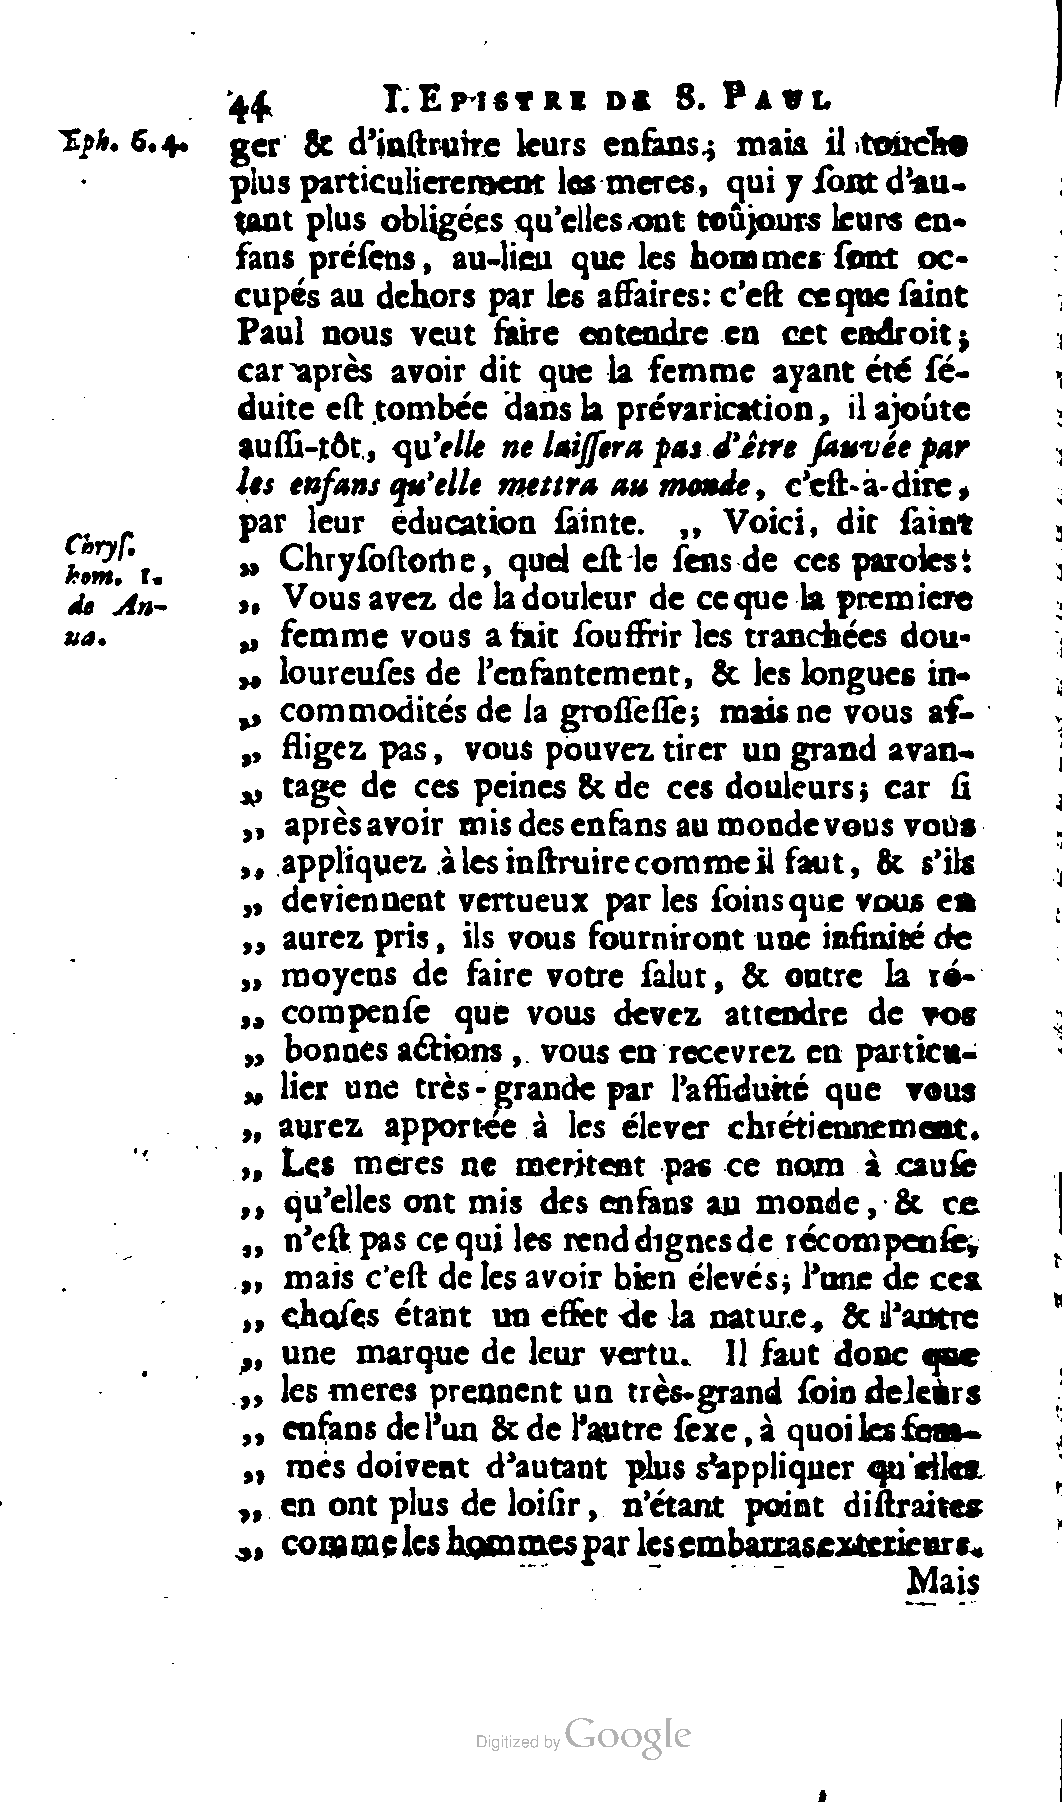 44 I. EPISTRE DE S. PAUL
Eph. 6. 4. ger & d'inſtruire leurs enfans; mais il touche
plus particulierement les meres, qui y ſont d'au-
tant plus obligées qu'elles ont toûjours leurs en-
fans préſens, au-lieu que les hommes ſont oc-
cupés au dehors par les affaires: c'eſt ce que ſaint
Paul nous veut faire entendre en cet endroit;
car après avoir dit que la femme ayant été ſé-
duite eſt tombée dans la prévarication, il ajoûte
auſſi-tôt, qu'elle ne laiſſera pas d'être ſauvée par
les enfans qu'elle mettra au monde, c'eſt-à-dire,
par leur éducation ſainte. „ Voici, dit ſaint
Chryſ. „ Chryſoſtome, quel eſt le ſens de ces paroles:
hom. 1.
de An- „ Vous avez de la douleur de ce que la premiere
ua. „ femme vous a fait ſouffrir les tranchées dou-
„ loureuſes de l'enfantement, & les longues in-
„ commodités de la groſſeſſe; mais ne vous af-
„ fligez pas, vous pouvez tirer un grand avan-
„ tage de ces peines & de ces douleurs; car ſi
„ après avoir mis des enfans au monde vous vous
„ appliquez à les inſtruire comme il faut, & s'ils
„ deviennent vertueux par les ſoins que vous en
„ aurez pris, ils vous fourniront une infinité de
„ moyens de faire votre ſalut, & outre la ré-
„ compenſe que vous devez attendre de vos
„ bonnes actions, vous en recevrez en particu-
„ lier une très-grande par l'aſſiduité que vous
„ aurez apportée à les élever chrétiennement.
„ Les meres ne meritent pas ce nom à cauſe
„ qu'elles ont mis des enfans au monde, & ce
„ n'eſt pas ce qui les rend dignes de récompenſe,
„ mais c'eſt de les avoir bien élevés; l'une de ces
„ choſes étant un effet de la nature, & l'autre
„ une marque de leur vertu. Il faut donc que
„ les meres prennent un très-grand ſoin de leurs
„ enfans de l'un & de l'autre ſexe, à quoi les fem-
„ mes doivent d'autant plus s'appliquer qu'elles
„ en ont plus de loiſir, n'étant point diſtraites
„ comme les hommes par les embarras exterieurs.
Mais
Digitized by Google